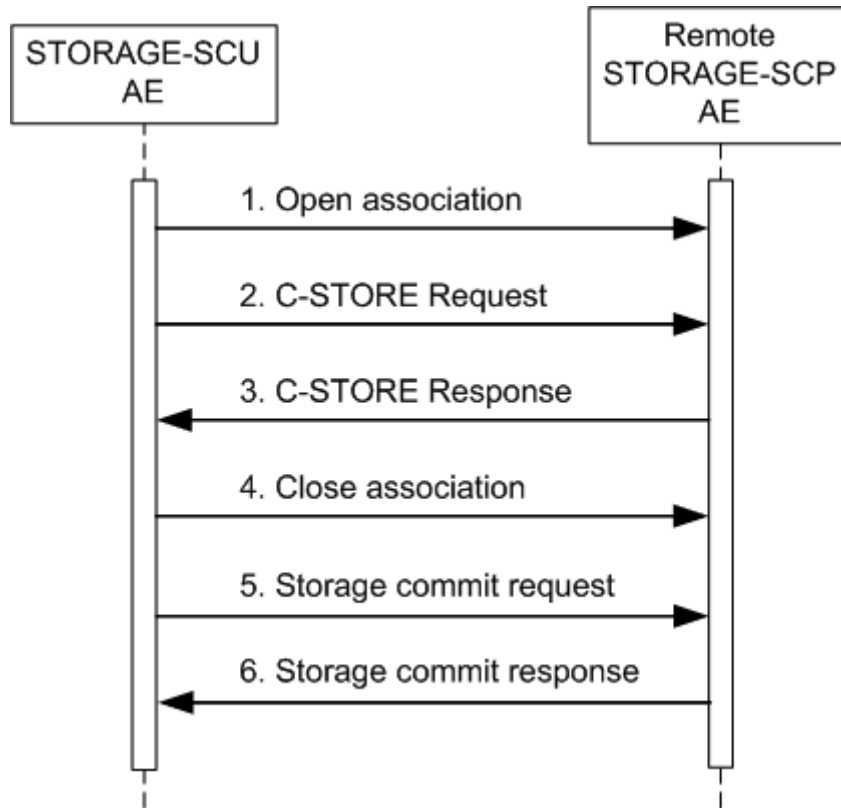 STORAGE-SCU
AE
Remote
STORAGE-SCP
AE
1. Open association
2. C-STORE Request
3. C-STORE Response
4. Close association
5. Storage commit request
6. Storage commit response